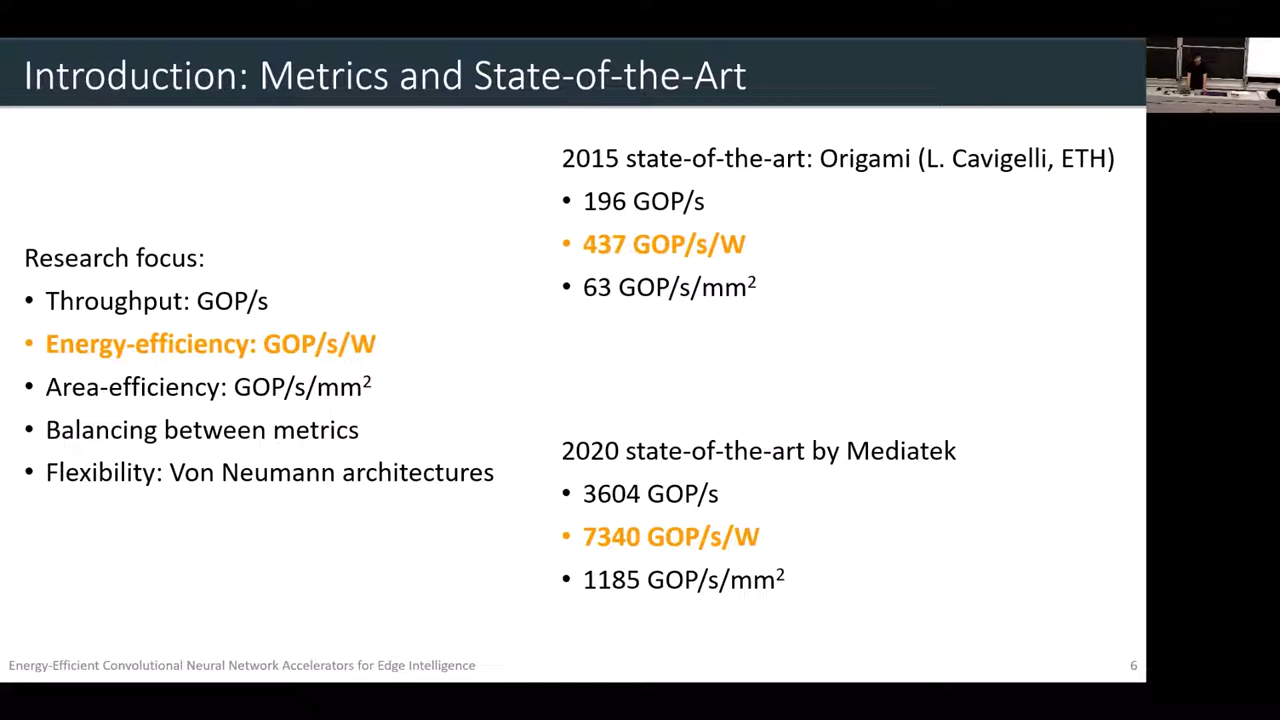 Introduction: Metrics and State-of-the-Art
Research focus:
• Throughput: GOP/s
• Energy-efficiency: GOP/s/W
• Area-efficiency: GOP/s/mm²
• Balancing between metrics
• Flexibility: Von Neumann architectures
2015 state-of-the-art: Origami (L. Cavigelli, ETH)
• 196 GOP/s
• 437 GOP/s/W
• 63 GOP/s/mm²
2020 state-of-the-art by Mediatek
• 3604 GOP/s
• 7340 GOP/s/W
• 1185 GOP/s/mm²
Energy-Efficient Convolutional Neural Network Accelerators for Edge Intelligence
6